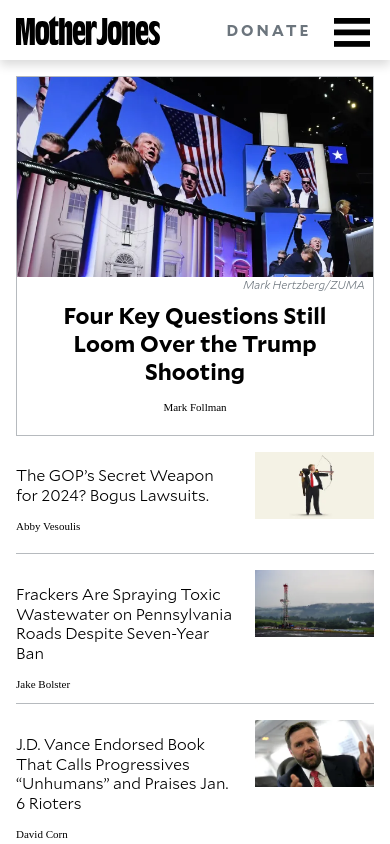 Mother Jones
DONATE
Mark Hertzberg/ZUMA
Four Key Questions Still
Loom Over the Trump
Shooting
Mark Follman
The GOP’s Secret Weapon
for 2024? Bogus Lawsuits.
Abby Vesoulis
Frackers Are Spraying Toxic
Wastewater on Pennsylvania
Roads Despite Seven-Year
Ban
Jake Bolster
J.D. Vance Endorsed Book
That Calls Progressives
“Unhumans” and Praises Jan.
6 Rioters
David Corn